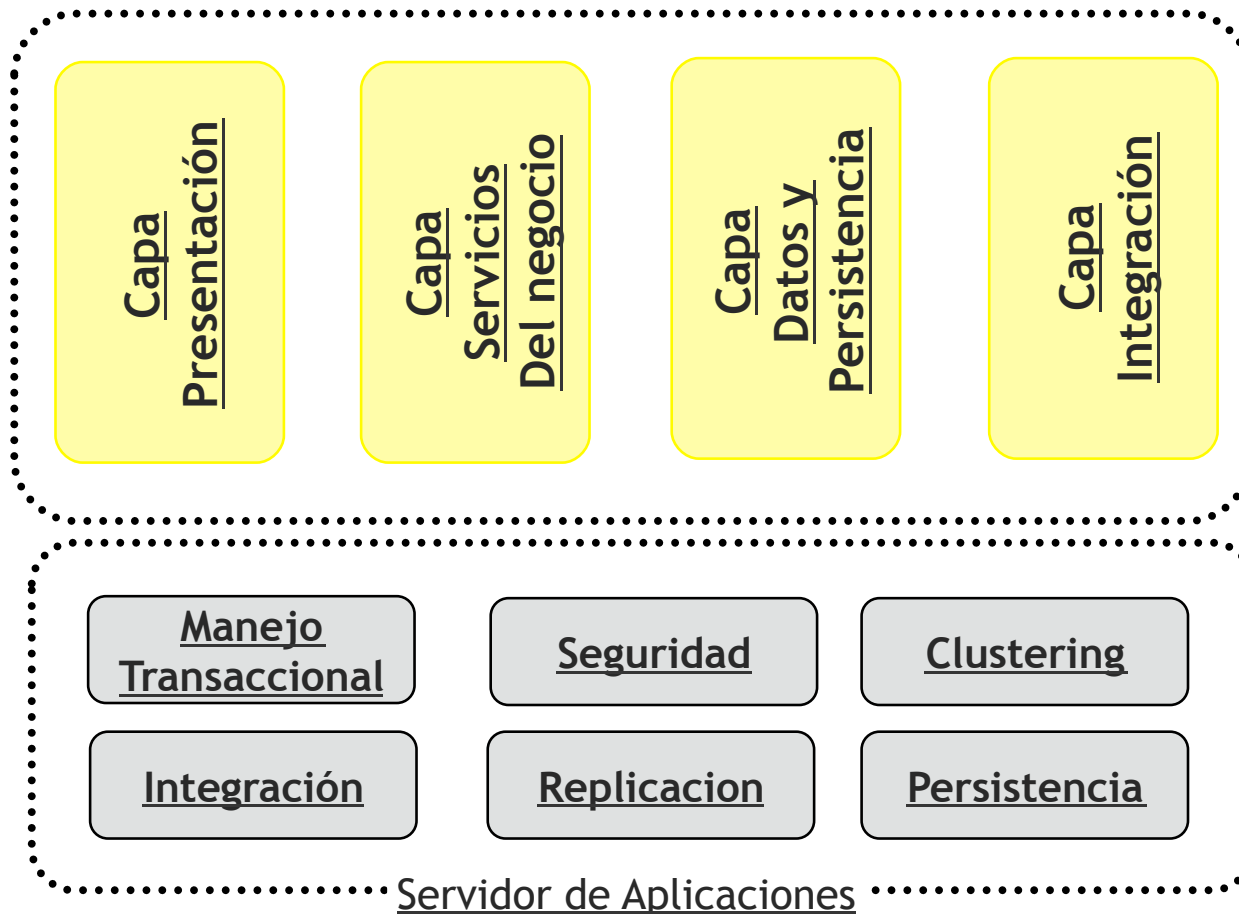 Capa
Presentación
Capa
Servicios
Del negocio
Capa
Datos y
Persistencia
Capa
Integración
Manejo
Transaccional
Seguridad
Clustering
Integración
Replicacion
Persistencia
Servidor de Aplicaciones